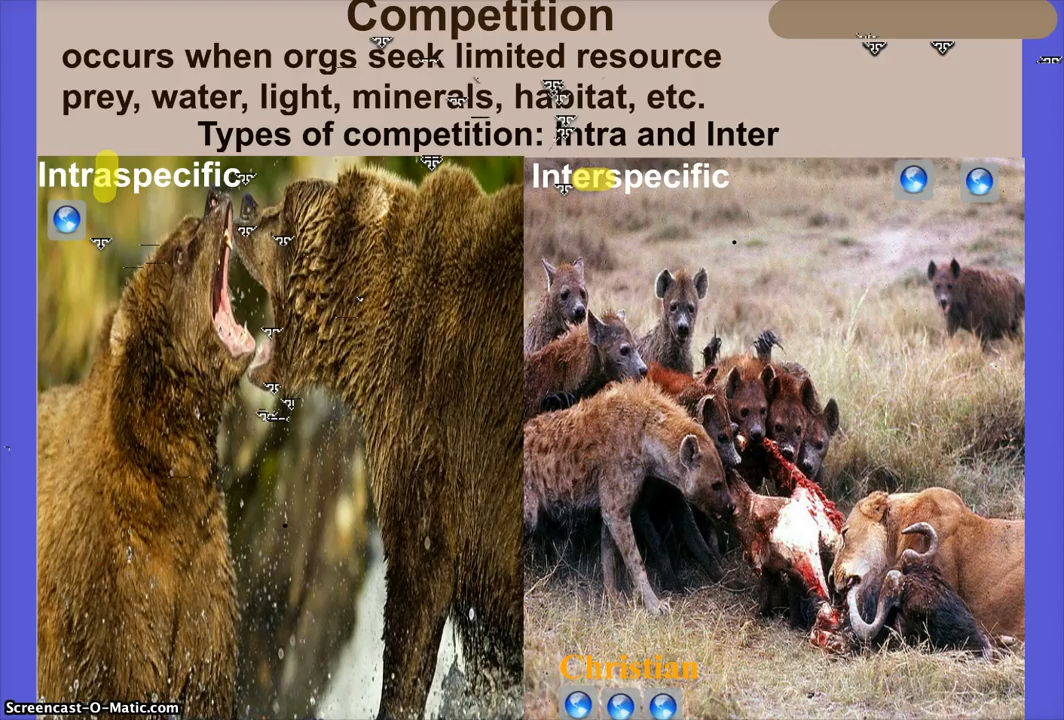 Competition
occurs when orgs seek limited resource
prey, water, light, minerals, habitat, etc.
Types of competition: Intra and Inter
Intraspecific
Interspecific
Christian
Screencast-O-Matic.com